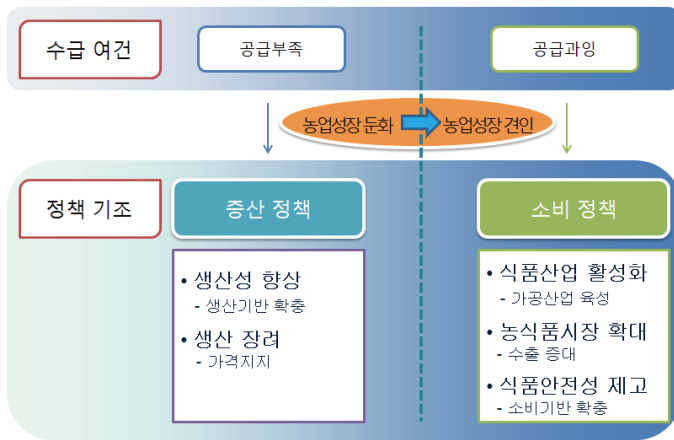 수급 여건
공급부족
공급과잉
농업성장 둔화
농업성장 견인
정책 기조
증산 정책
• 생산성 향상
- 생산기반 확충
• 생산 장려
- 가격지지
소비 정책
• 식품산업 활성화
- 가공산업 육성
• 농식품시장 확대
- 수출 증대
• 식품안전성 제고
- 소비기반 확충